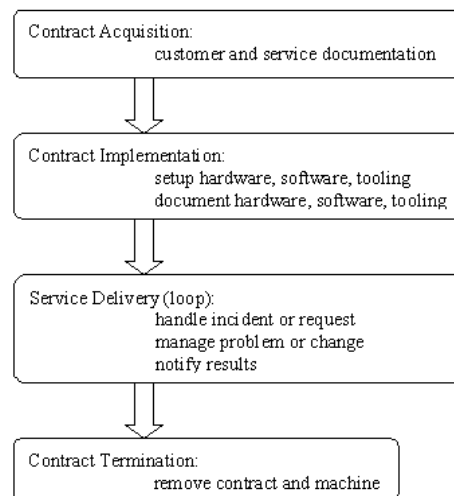 Contract Acquisition:
customer and service documentation
Contract Implementation:
setup hardware, software, tooling
document hardware, software, tooling
Service Delivery (loop):
handle incident or request
manage problem or change
notify results
Contract Termination:
remove contract and machine